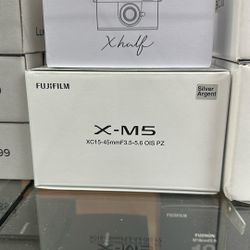 x half
FUJIFILM
Silver
Argent
X-M5
XC15-45mmF3.5-5.6 OIS PZ